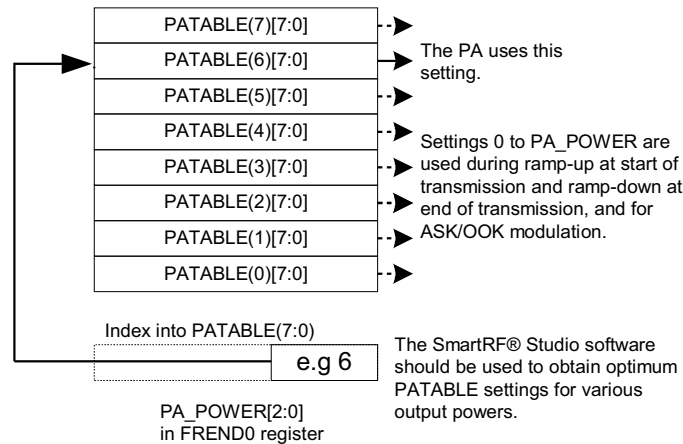 PATABLE(7)[7:0]
PATABLE(6)[7:0]
PATABLE(5)[7:0]
PATABLE(4)[7:0]
PATABLE(3)[7:0]
PATABLE(2)[7:0]
PATABLE(1)[7:0]
PATABLE(0)[7:0]
The PA uses this
setting.
Settings 0 to PA_POWER are
used during ramp-up at start of
transmission and ramp-down at
end of transmission, and for
ASK/OOK modulation.
Index into PATABLE(7:0)
e.g 6
PA_POWER[2:0]
in FREND0 register
The SmartRF® Studio software
should be used to obtain optimum
PATABLE settings for various
output powers.